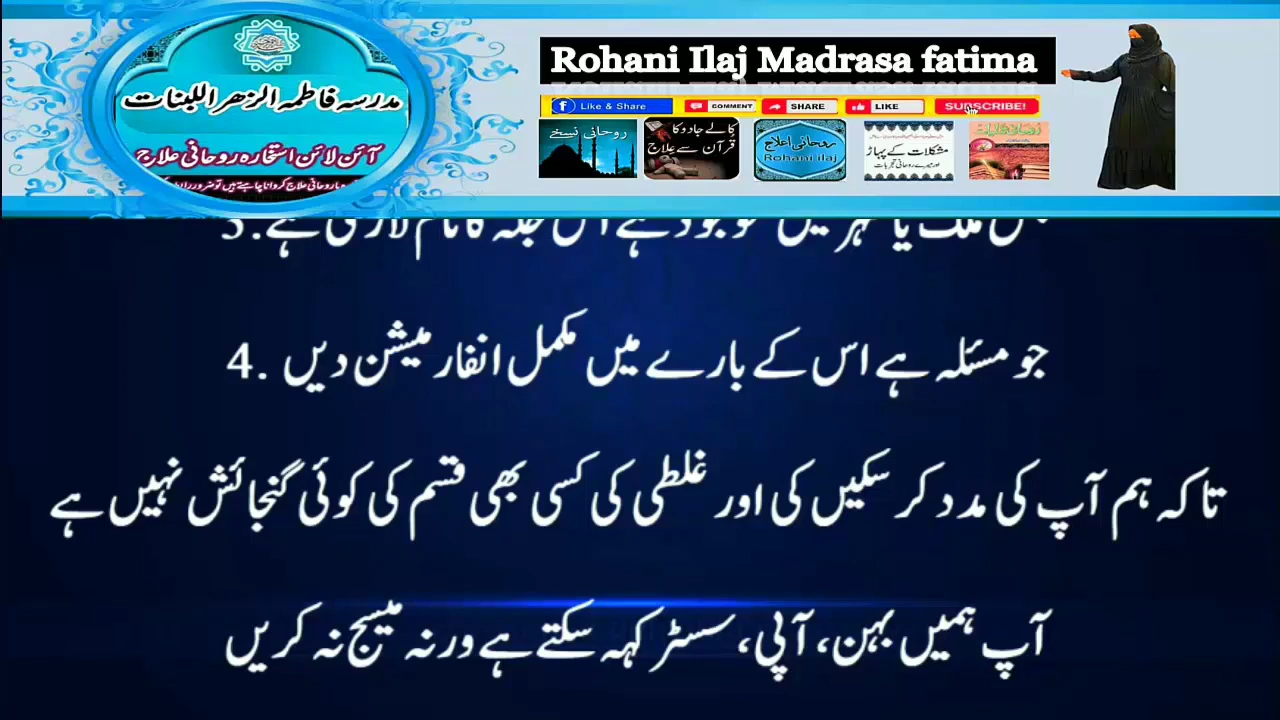 مدرسہ فاطمہ الزھرا للبنات
آئن لائن استخارہ روحانی علاج
Rohani Ilaj Madrasa fatima
Like & Share
COMMENT
SHARE
LIKE
SUBSCRIBE!
روحانی نسخے
کالے جادو کا
قرآن سے علاج
روحانی علاج
Rohani ilaj
مشکلات کے پہاڑ
جو مسئلہ ہے اس کے بارے میں مکمل انفارمیشن دیں .4
تاکہ ہم آپ کی مدد کر سکیں کی اور غلطی کی کسی بھی قسم کی کوئی گنجائش نہیں ہے
آپ ہمیں بہن، آپی، سسٹر کہہ سکتے ہے ورنہ میسج نہ کریں